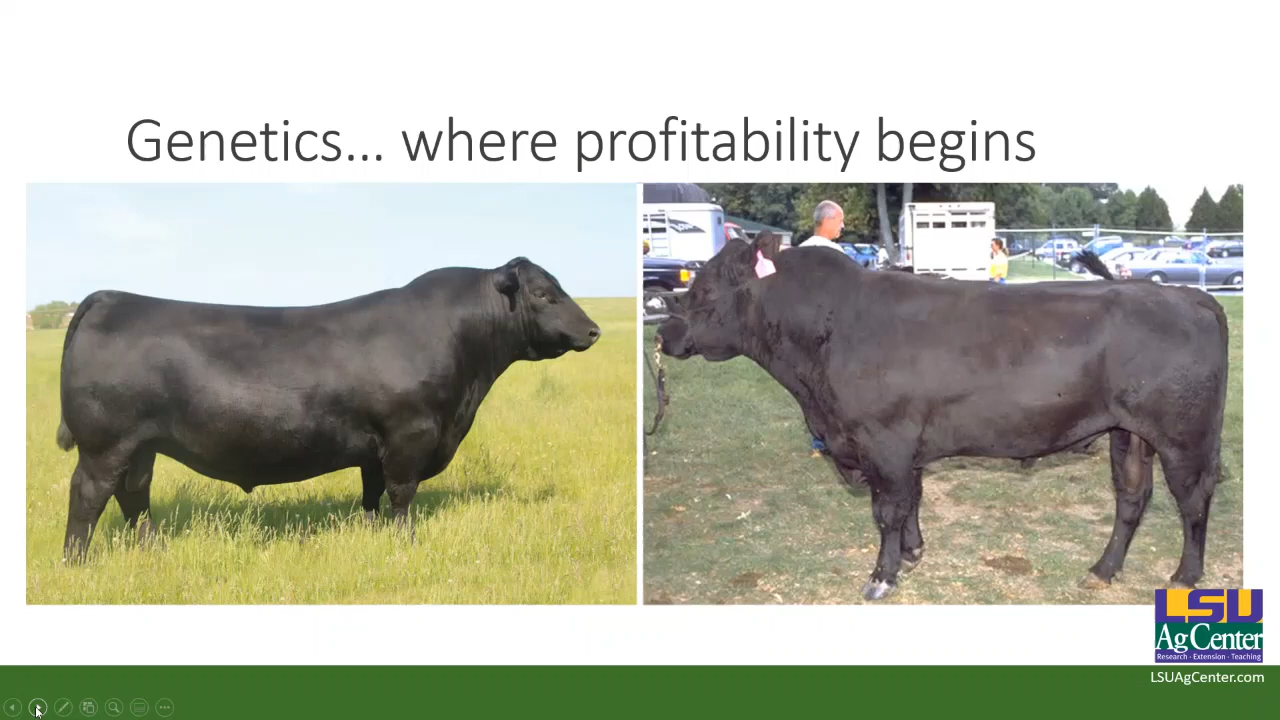 Genetics... where profitability begins
LSU
AgCenter
Research · Extension · Teaching
LSUAgCenter.com